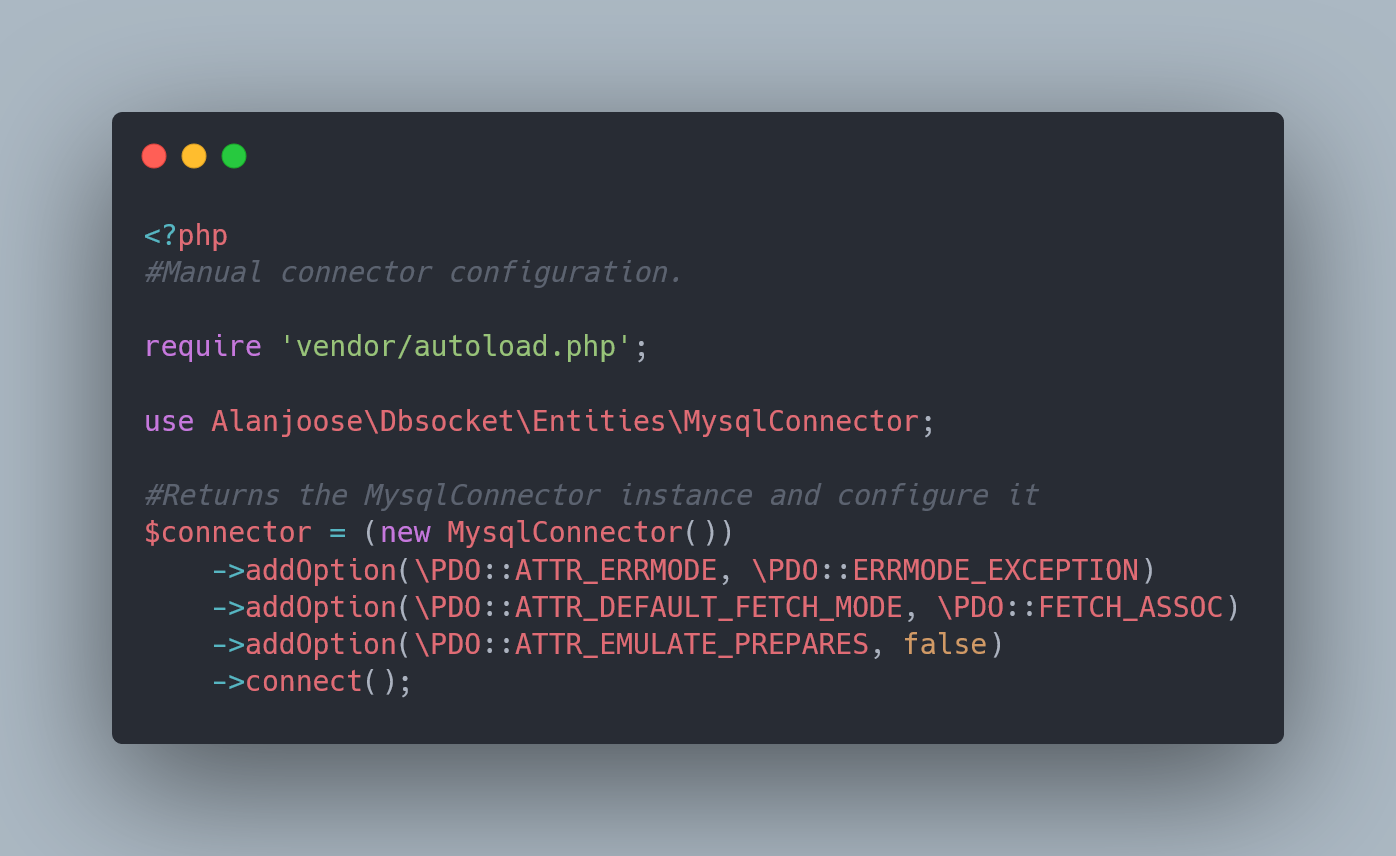 <?php
#Manual connector configuration.
require 'vendor/autoload.php';
use Alanjoose\Dbsocket\Entities\MysqlConnector;
#Returns the MysqlConnector instance and configure it
$connector = (new MysqlConnector())
    ->addOption(\PDO::ATTR_ERRMODE, \PDO::ERRMODE_EXCEPTION)
    ->addOption(\PDO::ATTR_DEFAULT_FETCH_MODE, \PDO::FETCH_ASSOC)
    ->addOption(\PDO::ATTR_EMULATE_PREPARES, false)
    ->connect();